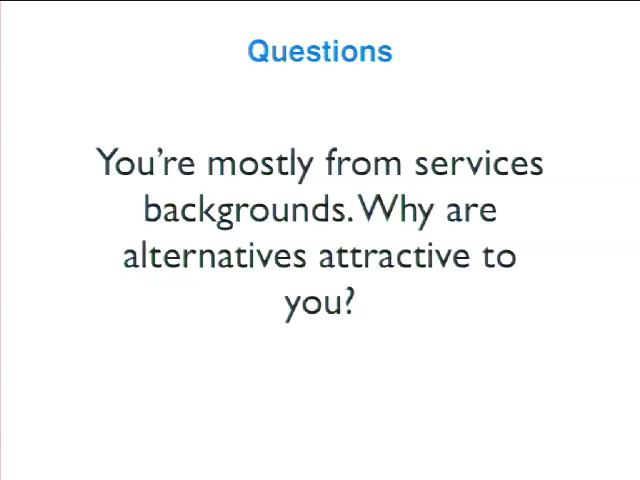 Questions
You're mostly from services
backgrounds. Why are
alternatives attractive to
you?